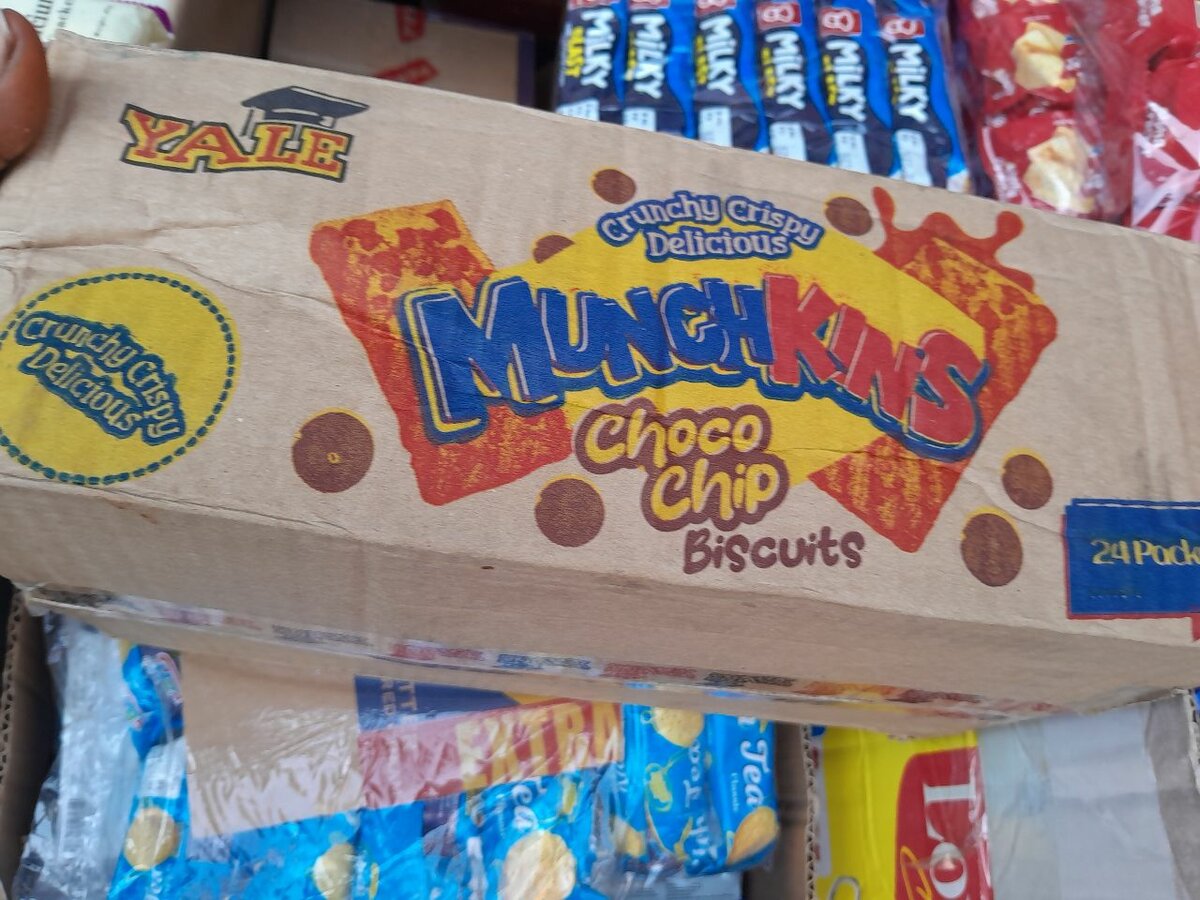 MILKY
MILKY
MILKY
MILKY
MILKY
MILKY
YALE
Crunchy Crispy
Delicious
MUNCHKINS
Choco
Chip
Biscuits
Crunchy Crispy
Delicious
24 Pack
EXTRA
Tea